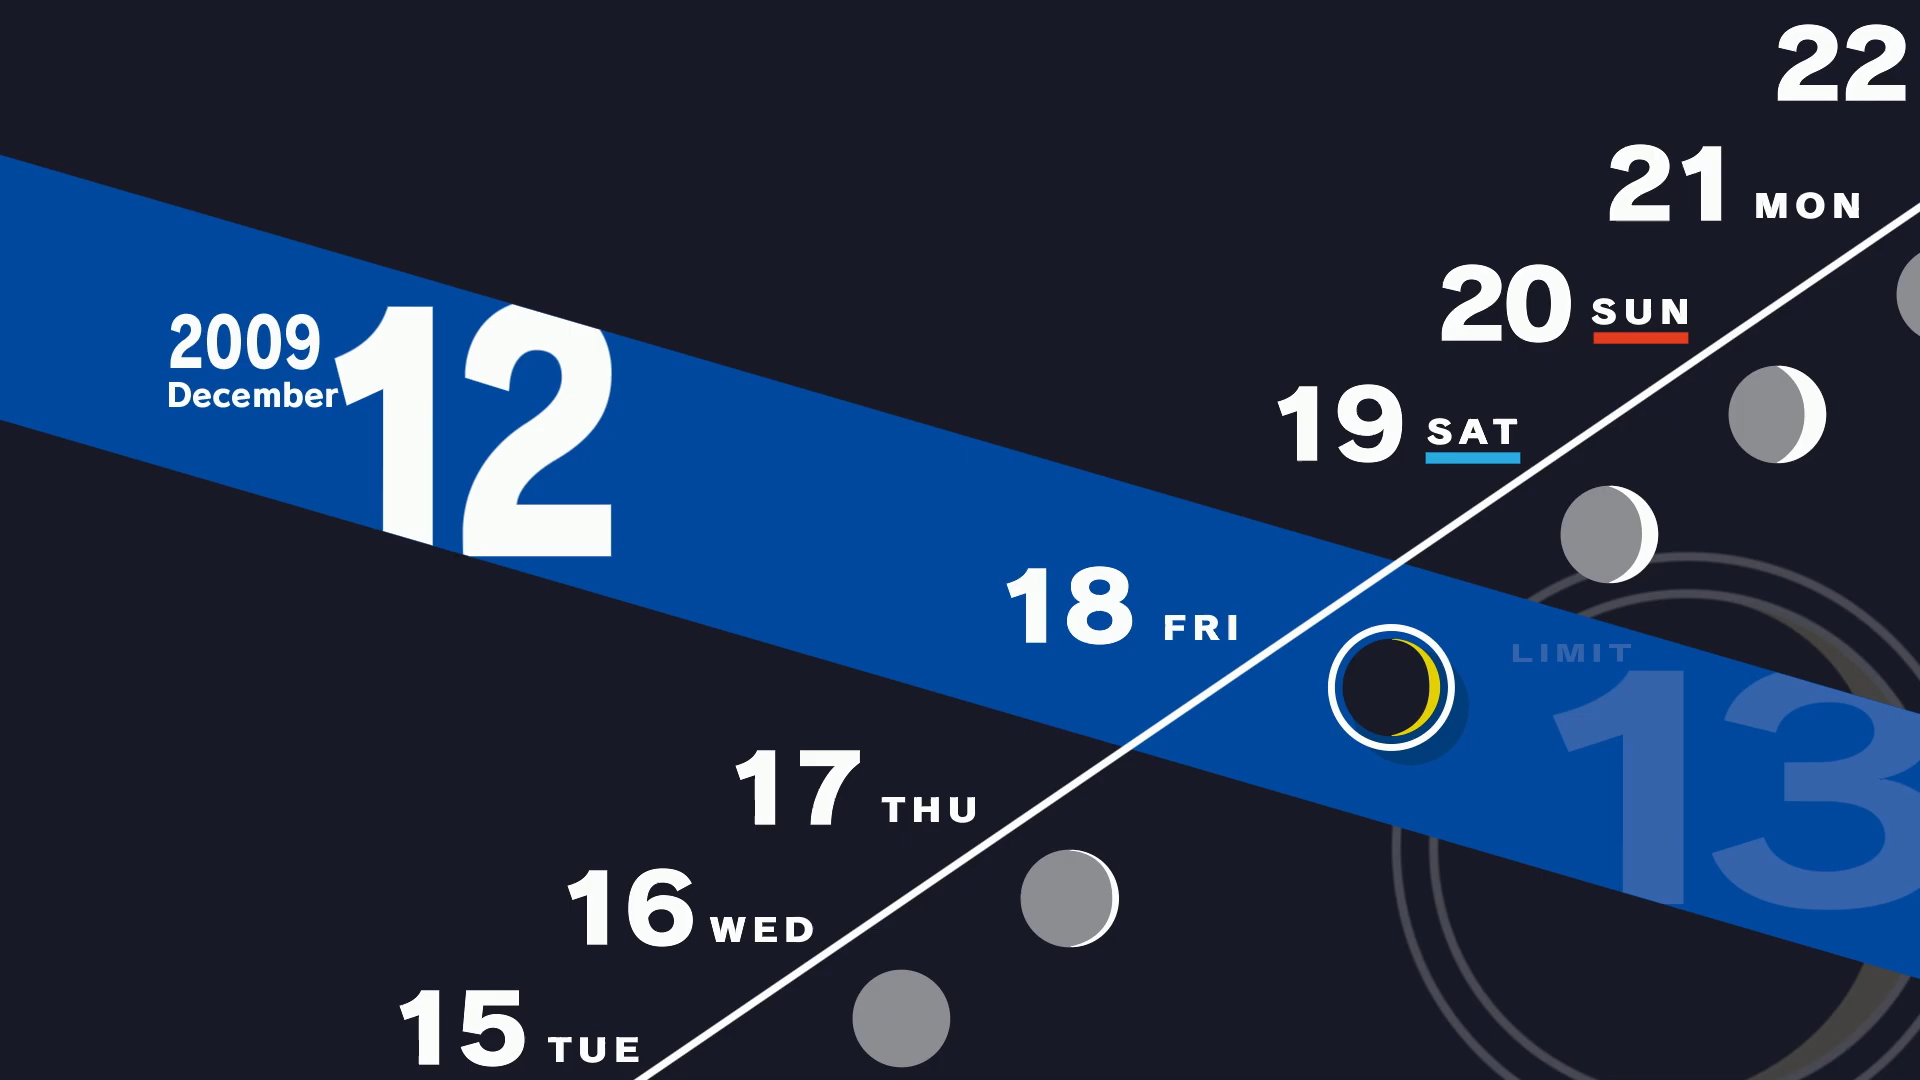 22
21 MON
20 SUN
19 SAT
2009
December
12
18 FRI
LIMIT
13
17 THU
16 WED
15 TUE